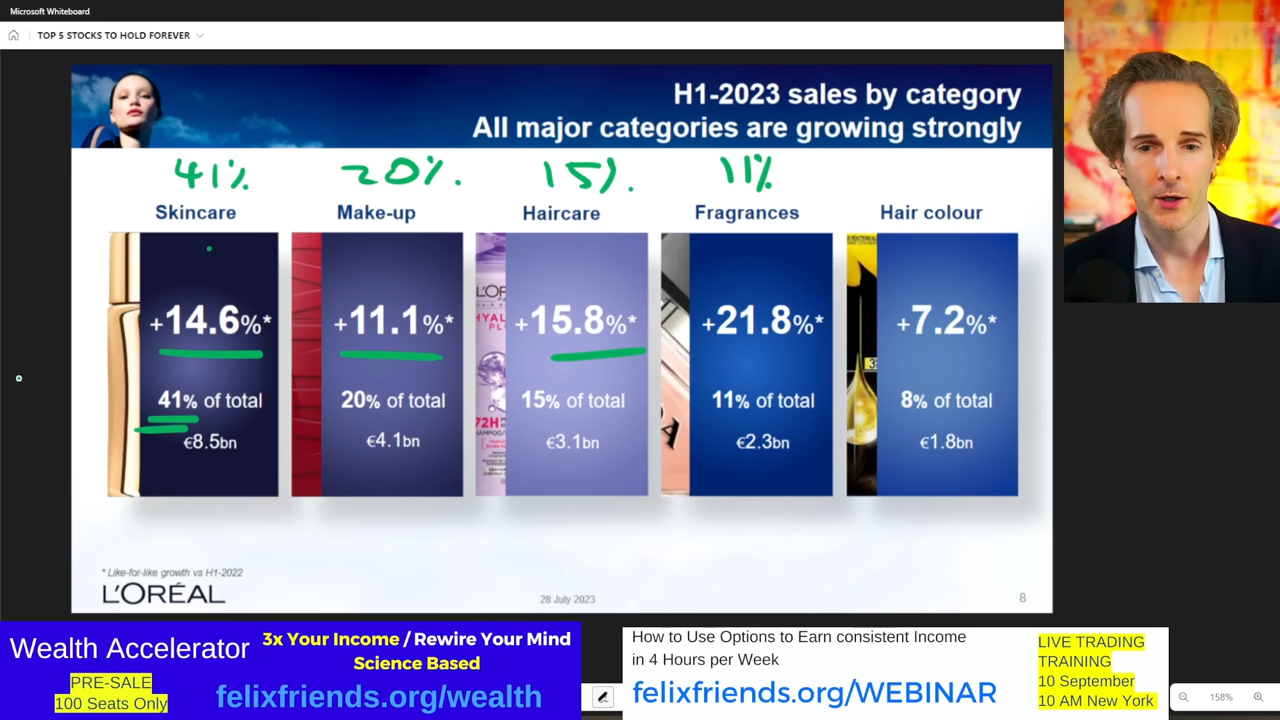 Microsoft Whiteboard
TOP 5 STOCKS TO HOLD FOREVER
H1-2023 sales by category
All major categories are growing strongly
41% 20%. 15%. 11%
Skincare Make-up Haircare Fragrances Hair colour
+14.6%* +11.1%* +15.8%* +21.8%* +7.2%*
41% of total 20% of total 15% of total 11% of total 8% of total
€8.5bn €4.1bn €3.1bn €2.3bn €1.8bn
L'OR
HYAL
PL
72H
RA
* Like-for-like growth vs H1-2022
L'ORÉAL
28 July 2023
8
Wealth Accelerator
3x Your Income / Rewire Your Mind
Science Based
PRE-SALE
100 Seats Only
felixfriends.org/wealth
How to Use Options to Earn consistent Income
in 4 Hours per Week
felixfriends.org/WEBINAR
LIVE TRADING
TRAINING
10 September
10 AM New York
158%